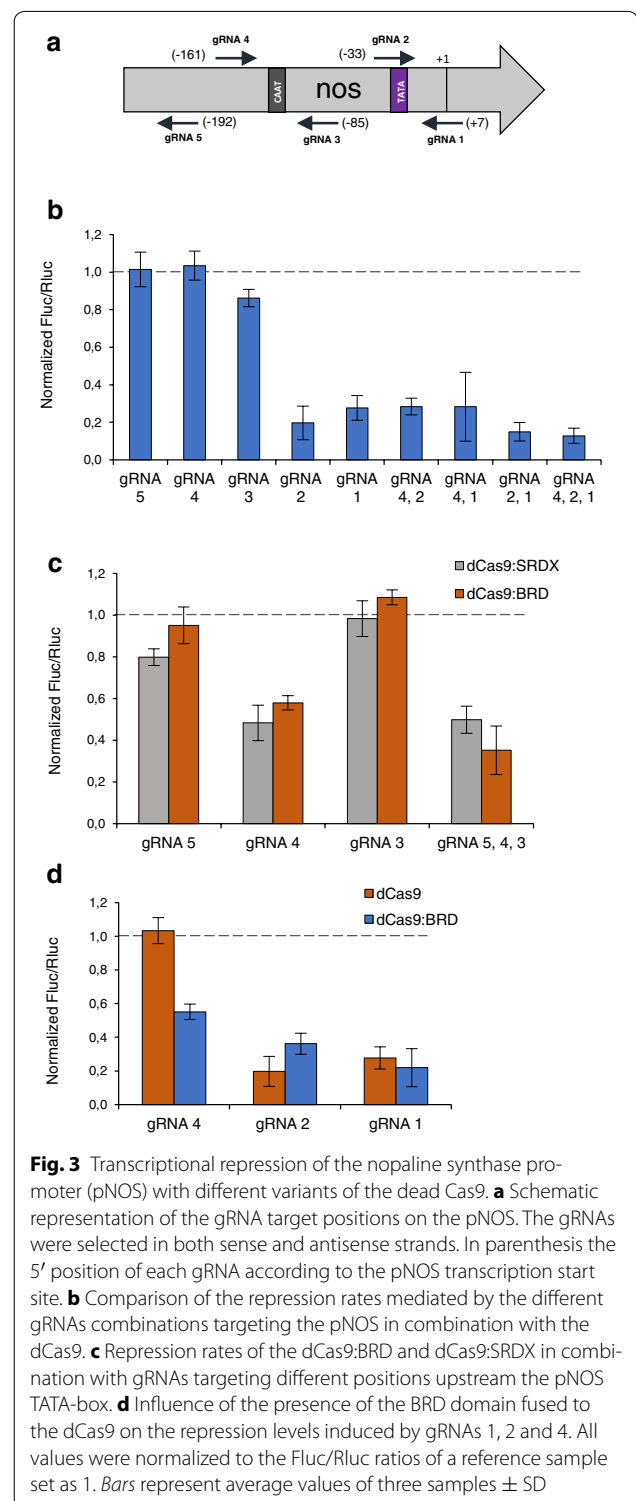 a
gRNA 4
gRNA 2
(-161)
(-33)
+1
CAAT
nos
TATA
(-192)
(-85)
(+7)
gRNA 5
gRNA 3
gRNA 1
b
Normalized Fluc/Rluc
1,2
1,0
0,8
0,6
0,4
0,2
0,0
gRNA 5
gRNA 4
gRNA 3
gRNA 2
gRNA 1
gRNA 4, 2
gRNA 4, 1
gRNA 2, 1
gRNA 4, 2, 1
c
dCas9:SRDX
dCas9:BRD
Normalized Fluc/Rluc
1,2
1,0
0,8
0,6
0,4
0,2
0,0
gRNA 5
gRNA 4
gRNA 3
gRNA 5, 4, 3
d
dCas9
dCas9:BRD
Normalized Fluc/Rluc
1,2
1,0
0,8
0,6
0,4
0,2
0,0
gRNA 4
gRNA 2
gRNA 1
Fig. 3 Transcriptional repression of the nopaline synthase pro-
moter (pNOS) with different variants of the dead Cas9. a Schematic
representation of the gRNA target positions on the pNOS. The gRNAs
were selected in both sense and antisense strands. In parenthesis the
5′ position of each gRNA according to the pNOS transcription start
site. b Comparison of the repression rates mediated by the different
gRNAs combinations targeting the pNOS in combination with the
dCas9. c Repression rates of the dCas9:BRD and dCas9:SRDX in combi-
nation with gRNAs targeting different positions upstream the pNOS
TATA-box. d Influence of the presence of the BRD domain fused to
the dCas9 on the repression levels induced by gRNAs 1, 2 and 4. All
values were normalized to the Fluc/Rluc ratios of a reference sample
set as 1. Bars represent average values of three samples ± SD